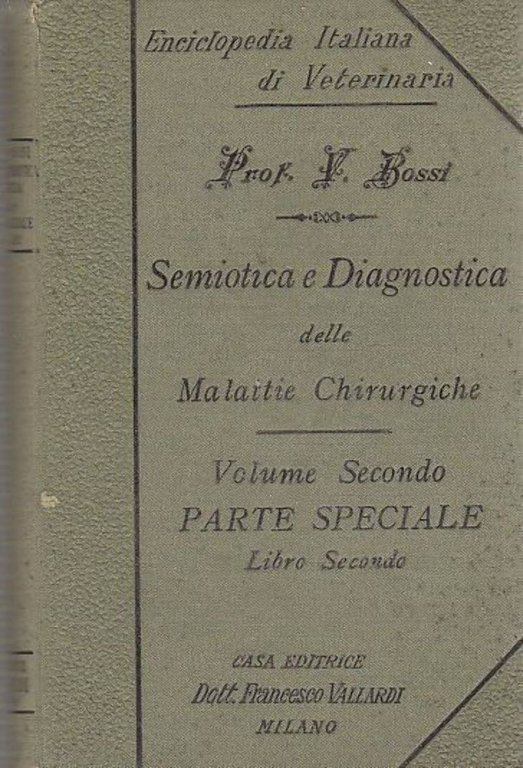 Enciclopedia Italiana
di Veterinaria
Prof. V. Bossi
Semiotica e Diagnostica
delle
Malattie Chirurgiche
Volume Secondo
PARTE SPECIALE
Libro Secondo
CASA EDITRICE
Dott. Francesco VALLARDI
MILANO